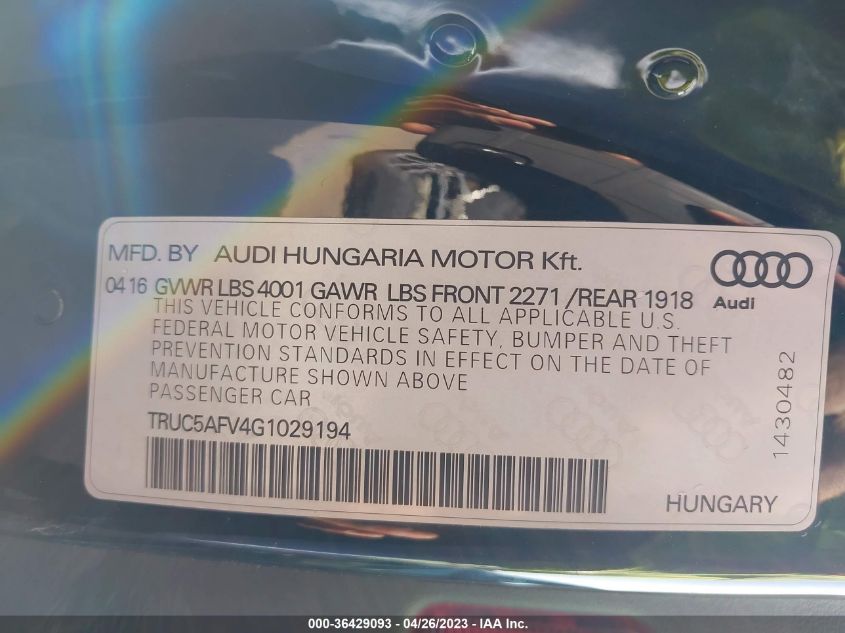 MFD. BY AUDI HUNGARIA MOTOR Kft.
04 16 GVWR LBS 4001 GAWR LBS FRONT 2271 /REAR 1918
Audi
THIS VEHICLE CONFORMS TO ALL APPLICABLE U.S.
FEDERAL MOTOR VEHICLE SAFETY, BUMPER AND THEFT
PREVENTION STANDARDS IN EFFECT ON THE DATE OF
MANUFACTURE SHOWN ABOVE
PASSENGER CAR
TRUC5AFV4G1029194
1430482
HUNGARY
000-36429093 - 04/26/2023 - IAA Inc.